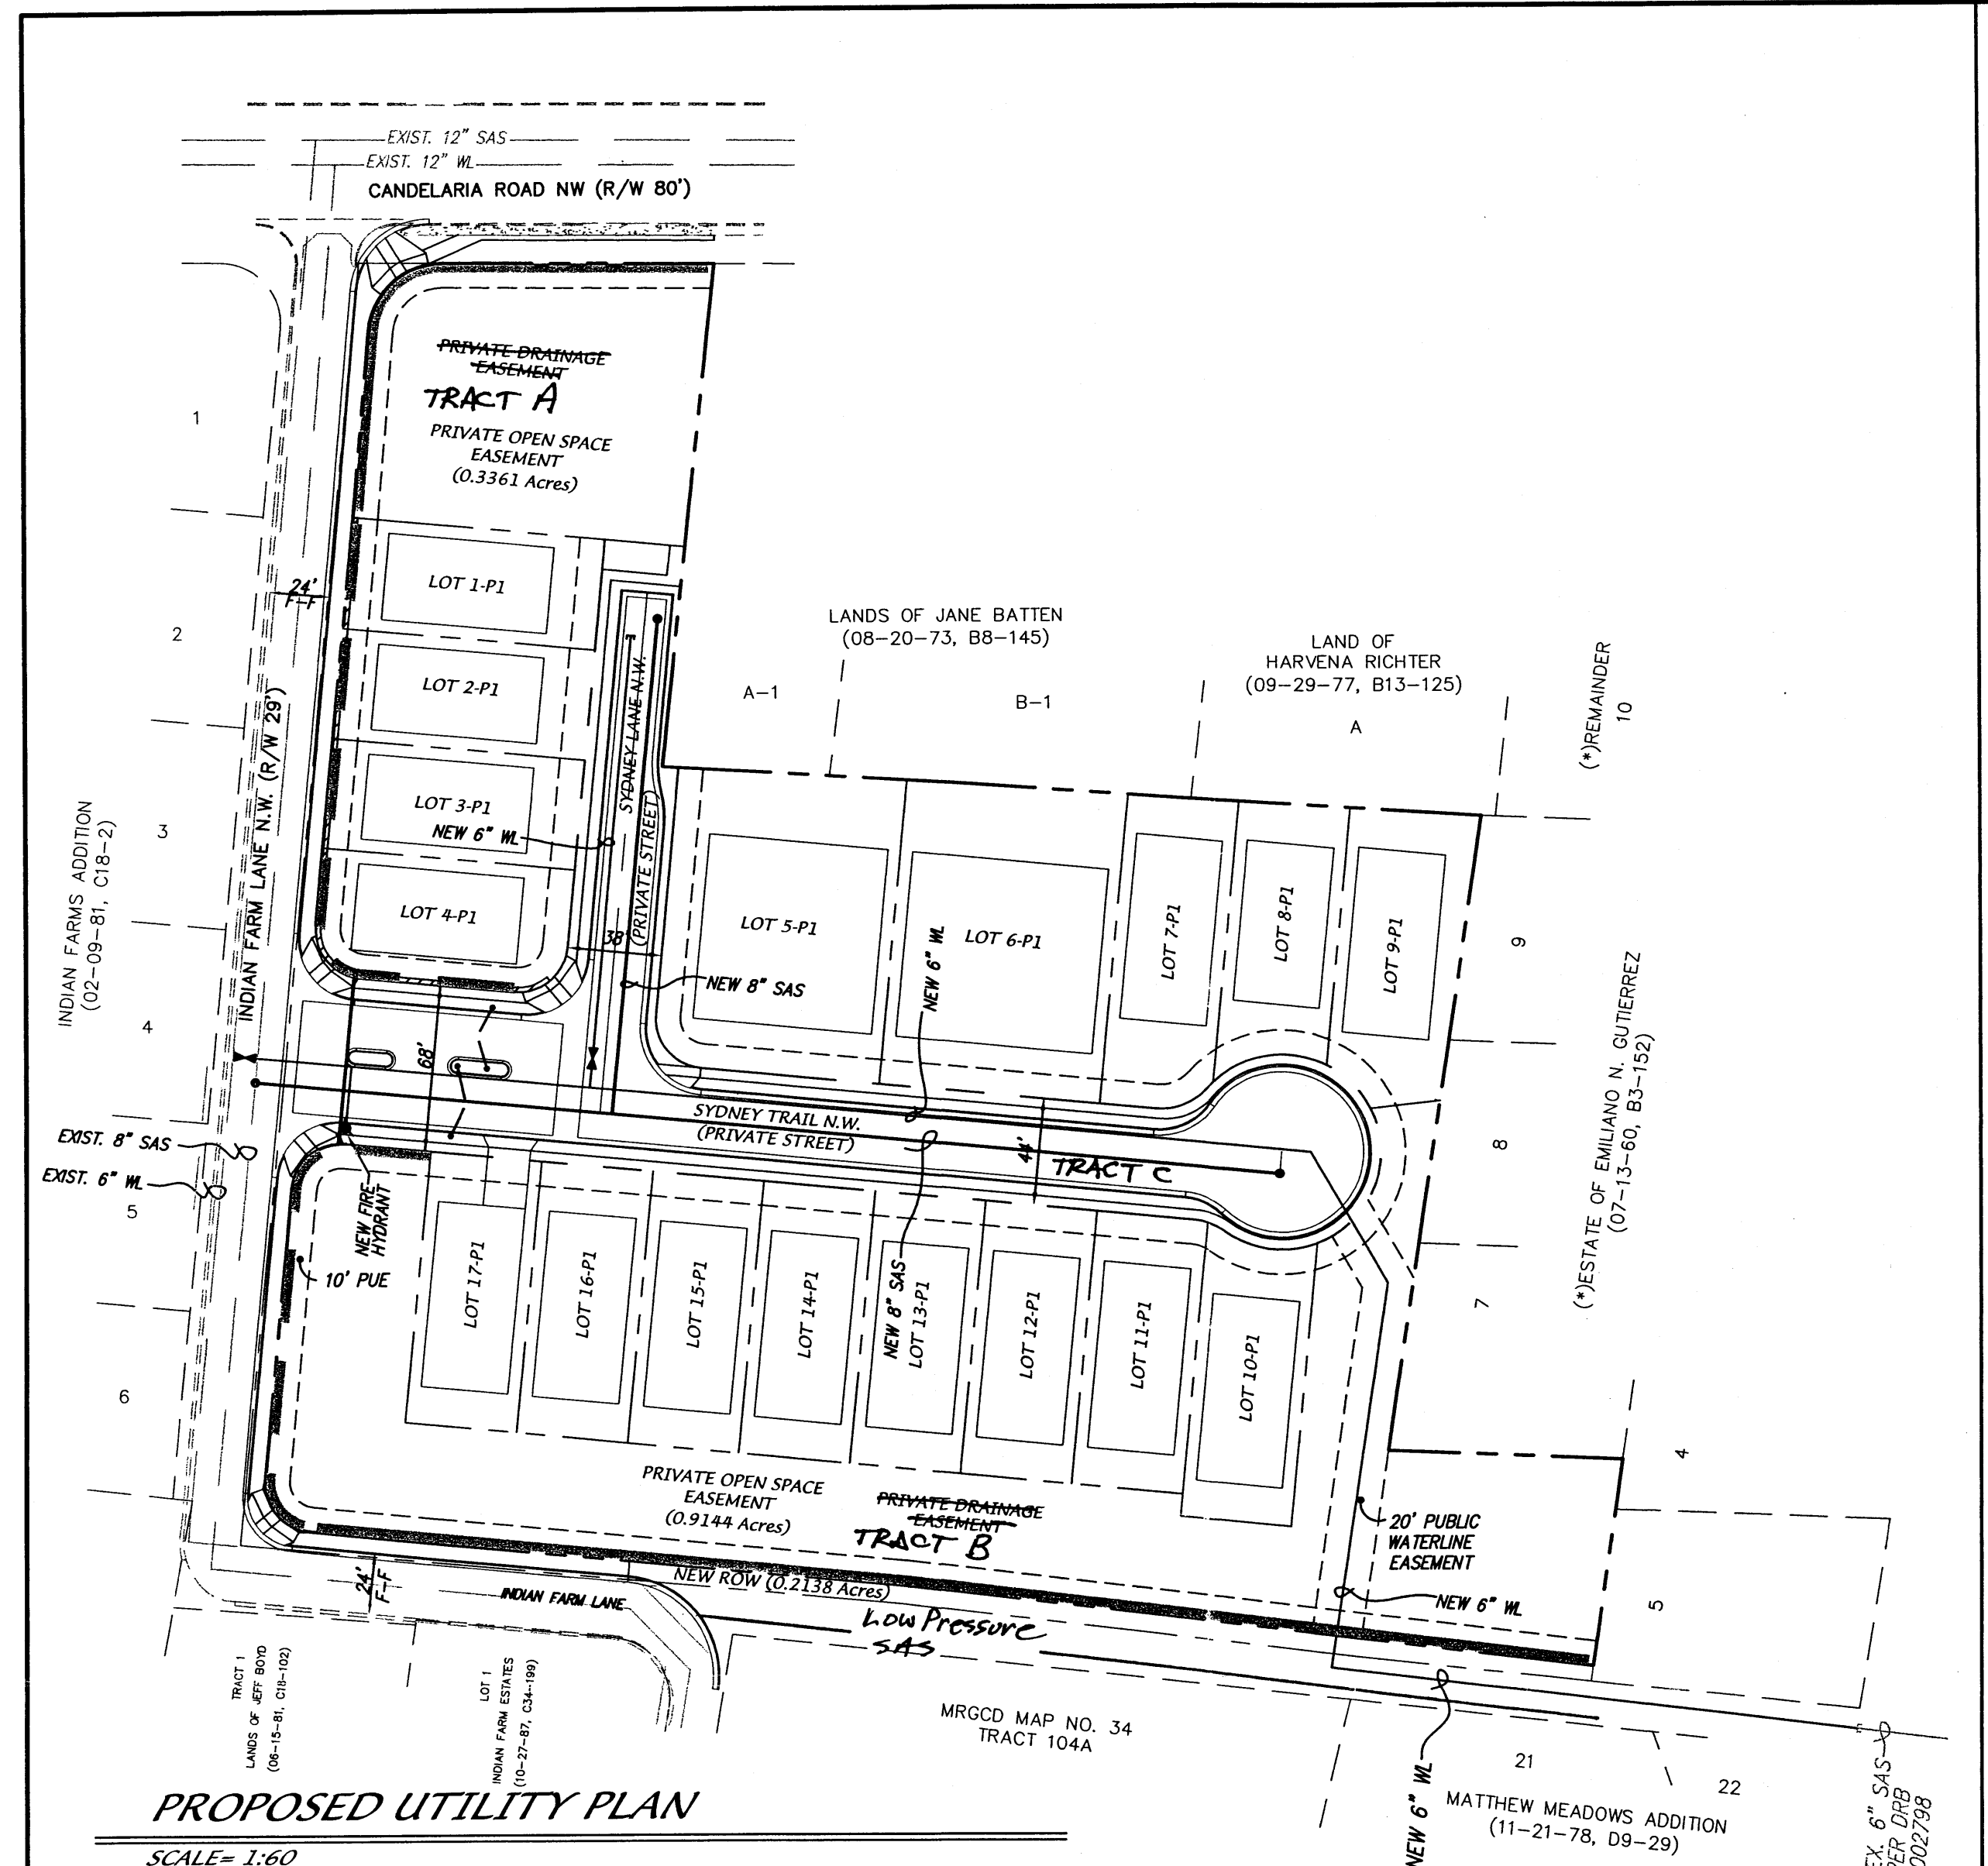 EXIST. 12" SAS
EXIST. 12" WL
CANDELARIA ROAD NW (R/W 80')
PRIVATE DRAINAGE
EASEMENT
TRACT A
PRIVATE OPEN SPACE
EASEMENT
(0.3361 Acres)
1
2
3
4
5
6
24'
F-F
INDIAN FARM LANE N.W. (R/W 29')
INDIAN FARMS ADDITION
(02-09-81, C18-2)
LOT 1-P1
LOT 2-P1
LOT 3-P1
NEW 6" WL
LOT 4-P1
SYDNEY LANE N.W.
(PRIVATE STREET)
38'
NEW 8" SAS
LANDS OF JANE BATTEN
(08-20-73, B8-145)
A-1
B-1
LAND OF
HARVENA RICHTER
(09-29-77, B13-125)
A
(*)REMAINDER
10
LOT 5-P1
LOT 6-P1
NEW 6" WL
LOT 7-P1
LOT 8-P1
LOT 9-P1
9
8
7
(*)ESTATE OF EMILIANO N. GUTIERREZ
(07-13-60, B3-152)
68'
SYDNEY TRAIL N.W.
(PRIVATE STREET)
44'
TRACT C
EXIST. 8" SAS
EXIST. 6" WL
NEW FIRE
HYDRANT
10' PUE
LOT 17-P1
LOT 16-P1
LOT 15-P1
LOT 14-P1
NEW 8" SAS
LOT 13-P1
LOT 12-P1
LOT 11-P1
LOT 10-P1
4
5
PRIVATE OPEN SPACE
EASEMENT
(0.9144 Acres)
PRIVATE DRAINAGE
EASEMENT
TRACT B
20' PUBLIC
WATERLINE
EASEMENT
NEW 6" WL
24'
F-F
NEW ROW (0.2138 Acres)
INDIAN FARM LANE
Low Pressure
SAS
TRACT 1
LANDS OF JEFF BOYD
(06-15-81, C18-102)
LOT 1
INDIAN FARM ESTATES
(10-27-87, C34-199)
MRGCD MAP NO. 34
TRACT 104A
NEW 6" WL
21
22
MATTHEW MEADOWS ADDITION
(11-21-78, D9-29)
EX. 6" SAS
PER DRB
002798
PROPOSED UTILITY PLAN
SCALE= 1:60